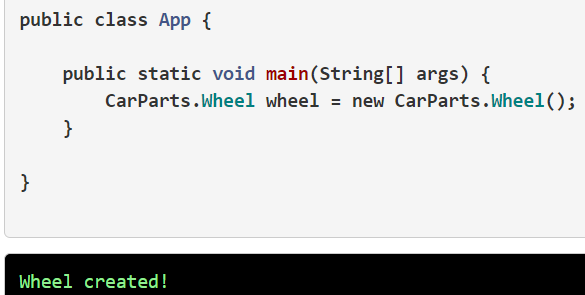 public class App {
public static void main(String[] args) {
CarParts.Wheel wheel = new CarParts.Wheel();
}
}
Wheel created!